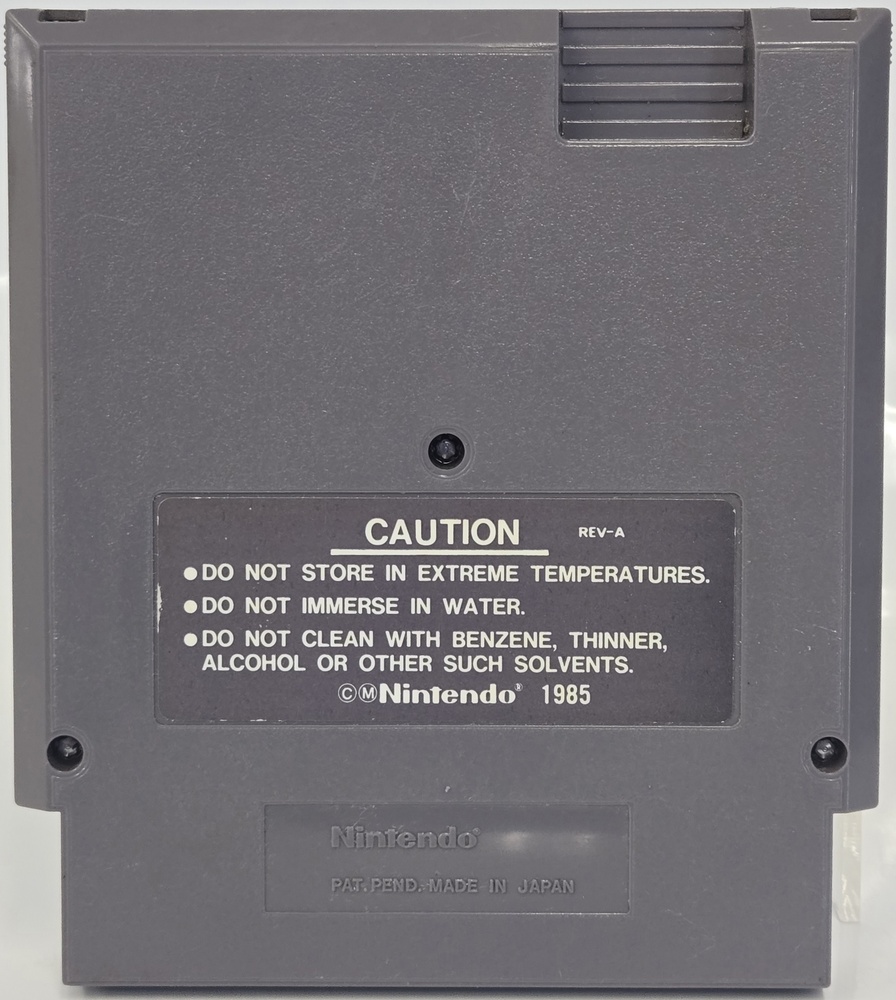 CAUTION REV-A
●DO NOT STORE IN EXTREME TEMPERATURES.
●DO NOT IMMERSE IN WATER.
●DO NOT CLEAN WITH BENZENE, THINNER,
ALCOHOL OR OTHER SUCH SOLVENTS.
ⒸⓂNintendo® 1985
Nintendo®
PAT. PEND. MADE IN JAPAN